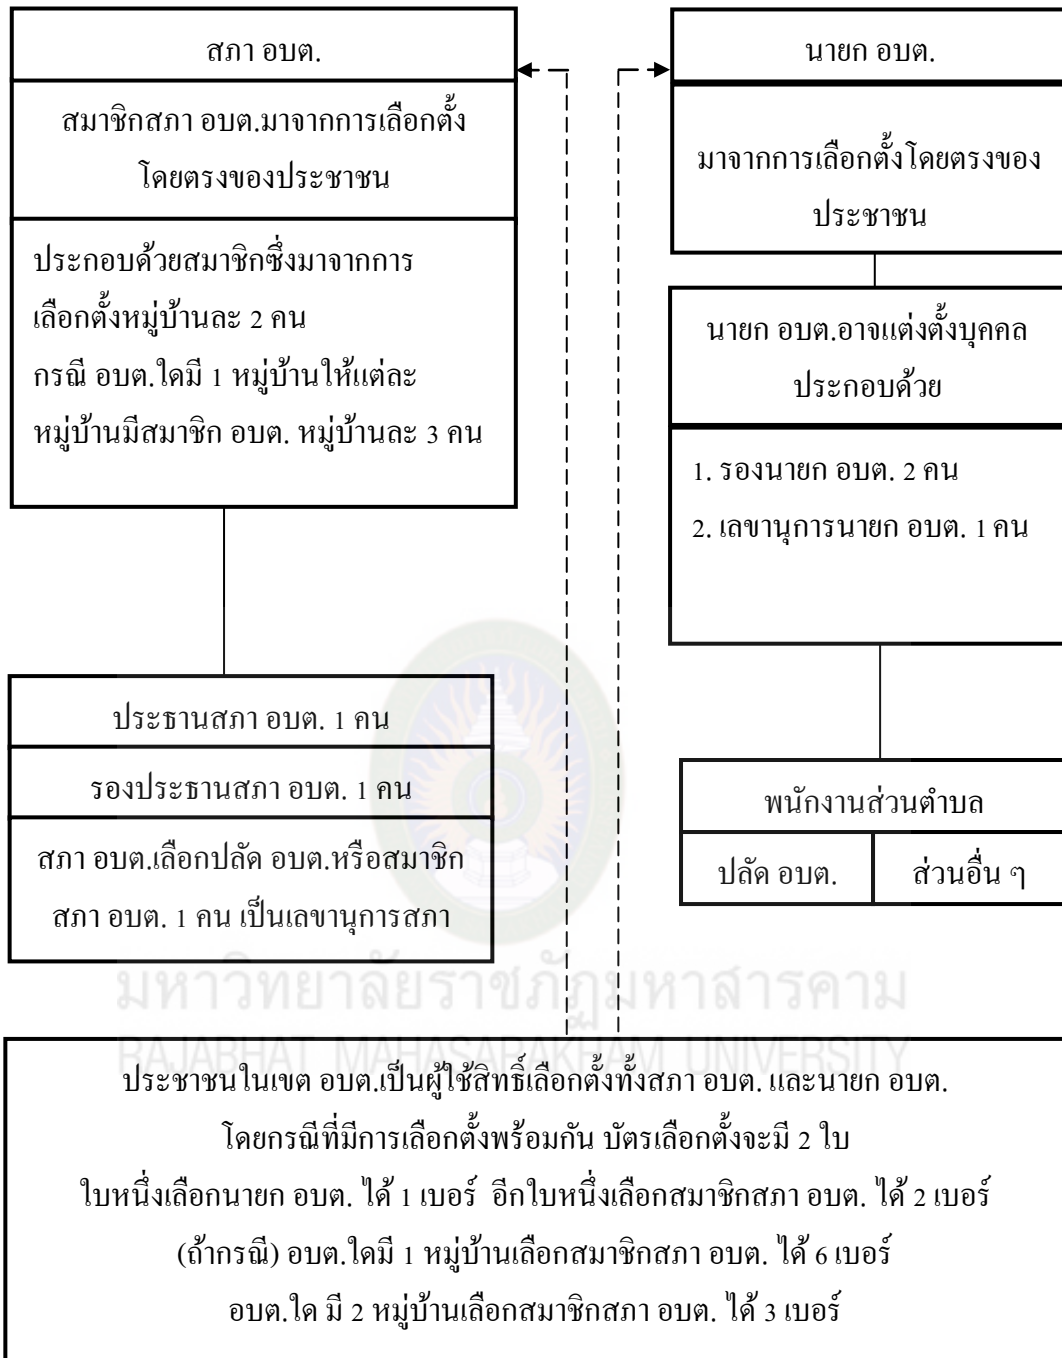 สภา อบต.
สมาชิกสภา อบต.มาจากการเลือกตั้ง
โดยตรงของประชาชน
ประกอบด้วยสมาชิกซึ่งมาจากการ
เลือกตั้งหมู่บ้านละ 2 คน
กรณี อบต.ใดมี 1 หมู่บ้านให้แต่ละ
หมู่บ้านมีสมาชิก อบต. หมู่บ้านละ 3 คน
ประธานสภา อบต. 1 คน
รองประธานสภา อบต. 1 คน
สภา อบต.เลือกปลัด อบต.หรือสมาชิก
สภา อบต. 1 คน เป็นเลขานุการสภา
นายก อบต.
มาจากการเลือกตั้งโดยตรงของ
ประชาชน
นายก อบต.อาจแต่งตั้งบุคคล
ประกอบด้วย
1. รองนายก อบต. 2 คน
2. เลขานุการนายก อบต. 1 คน
พนักงานส่วนตำบล
ปลัด อบต.
ส่วนอื่น ๆ
มหาวิทยาลัยราชภัฏมหาสารคาม
RAJABHAT MAHASARAKHAM UNIVERSITY
ประชาชนในเขต อบต.เป็นผู้ใช้สิทธิ์เลือกตั้งทั้งสภา อบต. และนายก อบต.
โดยกรณีที่มีการเลือกตั้งพร้อมกัน บัตรเลือกตั้งจะมี 2 ใบ
ใบหนึ่งเลือกนายก อบต. ได้ 1 เบอร์ อีกใบหนึ่งเลือกสมาชิกสภา อบต. ได้ 2 เบอร์
(ถ้ากรณี) อบต.ใดมี 1 หมู่บ้านเลือกสมาชิกสภา อบต. ได้ 6 เบอร์
อบต.ใด มี 2 หมู่บ้านเลือกสมาชิกสภา อบต. ได้ 3 เบอร์